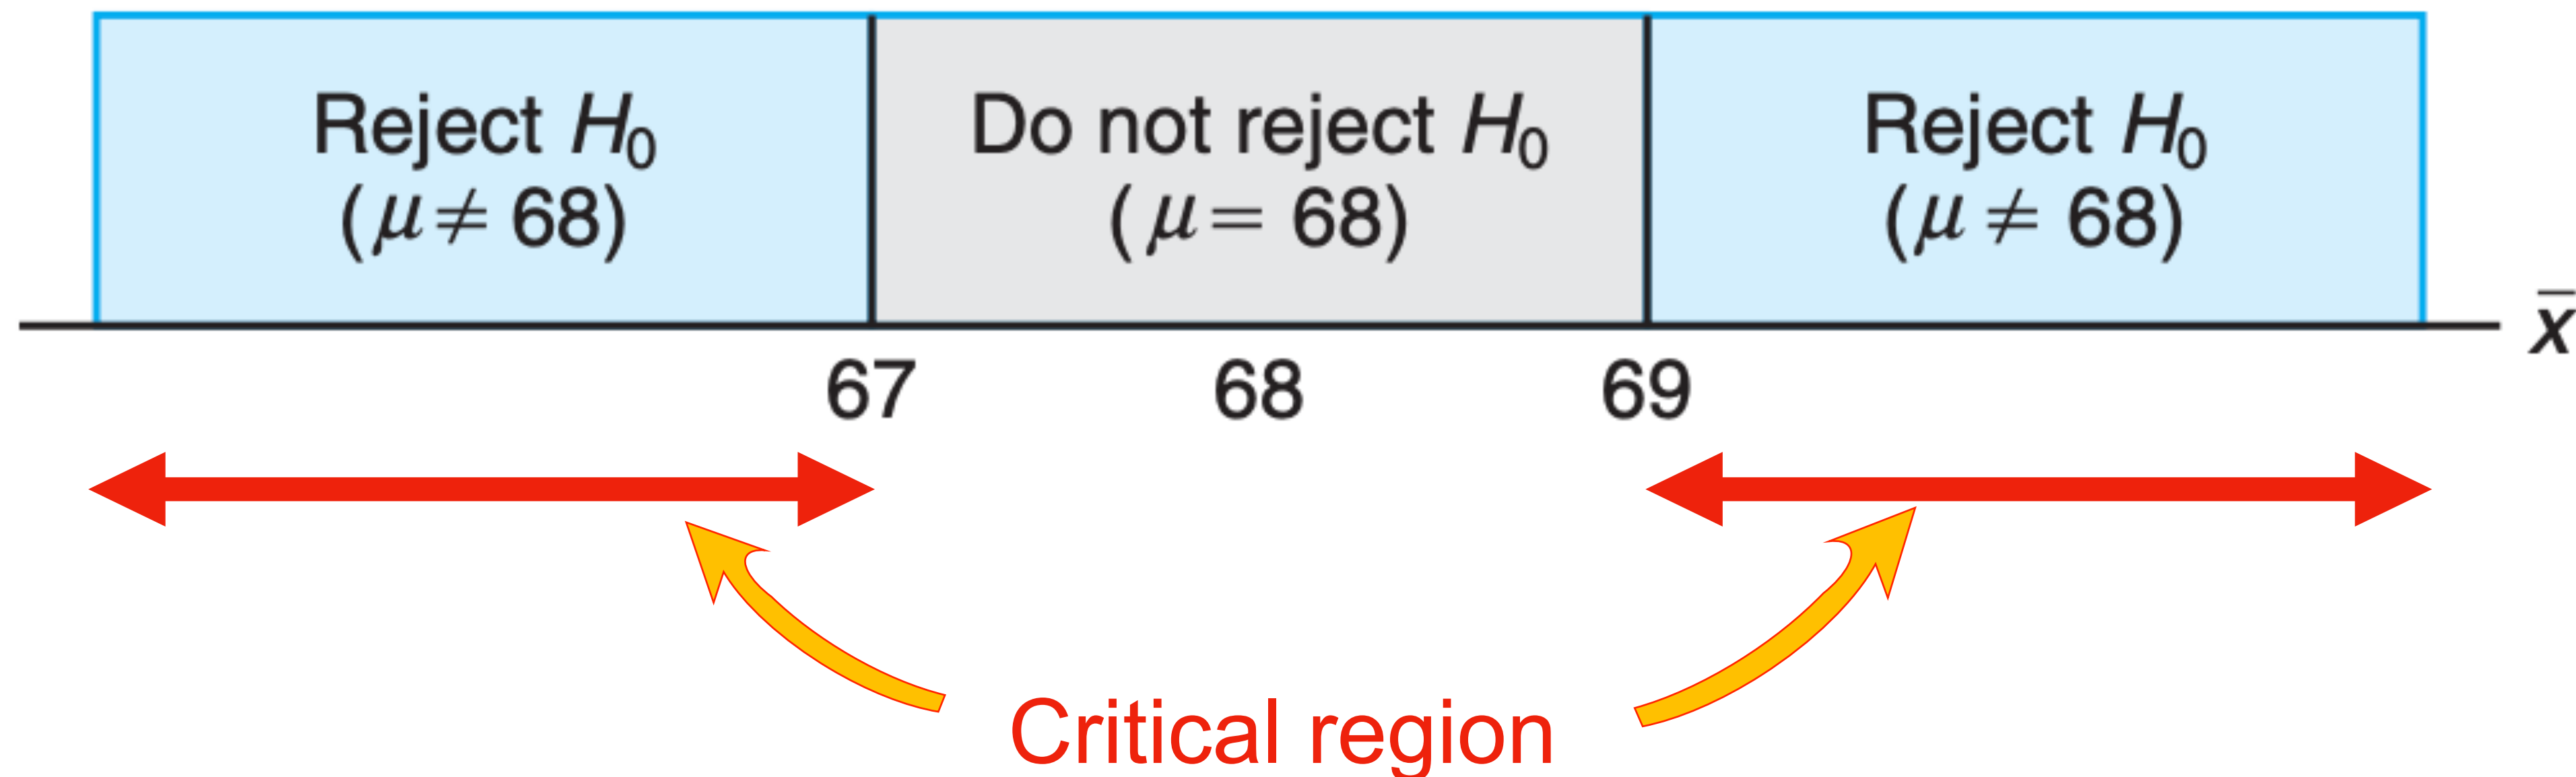 Reject H₀ Do not reject H₀ Reject H₀
(μ ≠ 68) (μ = 68) (μ ≠ 68)
x̄
67 68 69
Critical region